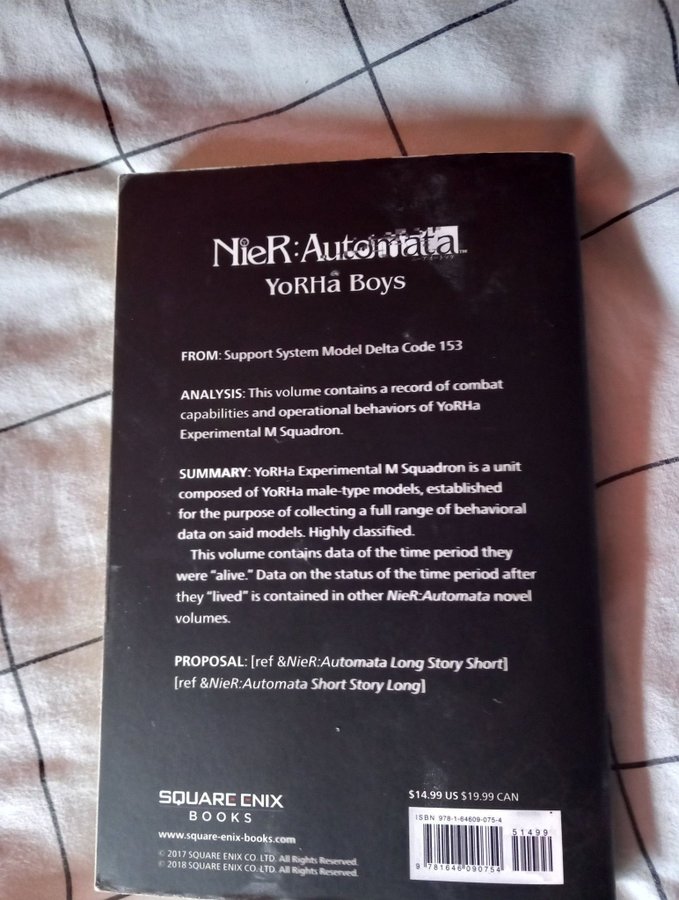 NieR:Automata™
YoRHa Boys
FROM: Support System Model Delta Code 153
ANALYSIS: This volume contains a record of combat
capabilities and operational behaviors of YoRHa
Experimental M Squadron.
SUMMARY: YoRHa Experimental M Squadron is a unit
composed of YoRHa male-type models, established
for the purpose of collecting a full range of behavioral
data on said models. Highly classified.
This volume contains data of the time period they
were “alive.” Data on the status of the time period after
they “lived” is contained in other NieR:Automata novel
volumes.
PROPOSAL: [ref &NieR:Automata Long Story Short]
[ref &NieR:Automata Short Story Long]
SQUARE ENIX
BOOKS
www.square-enix-books.com
© 2017 SQUARE ENIX CO. LTD. All Rights Reserved.
© 2018 SQUARE ENIX CO. LTD. All Rights Reserved.
$14.99 US $19.99 CAN
ISBN 978-1-64609-075-4
51499
9 781646 090754